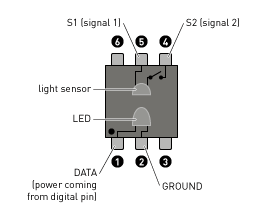 S1 (signal 1)
S2 (signal 2)
6
5
4
light sensor
LED
1
2
3
DATA
(power coming
from digital pin)
GROUND